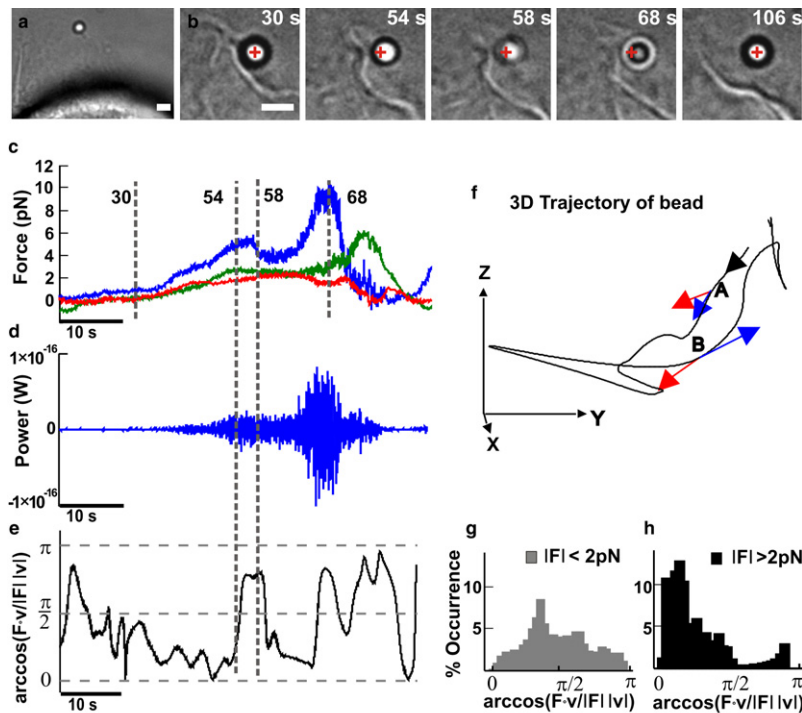 a
b
30 s
54 s
58 s
68 s
106 s
c
Force (pN)
12
10
8
6
4
2
0
30
54
58
68
10 s
d
Power (W)
1×10^-16
0
-1×10^-16
10 s
e
arccos(F·v/|F||v|)
π
π/2
0
10 s
f
3D Trajectory of bead
Z
Y
X
A
B
g
|F| < 2pN
% Occurrence
10
5
0
π/2
π
arccos(F·v/|F||v|)
h
|F| >2pN
10
5
0
π/2
π
arccos(F·v/|F||v|)